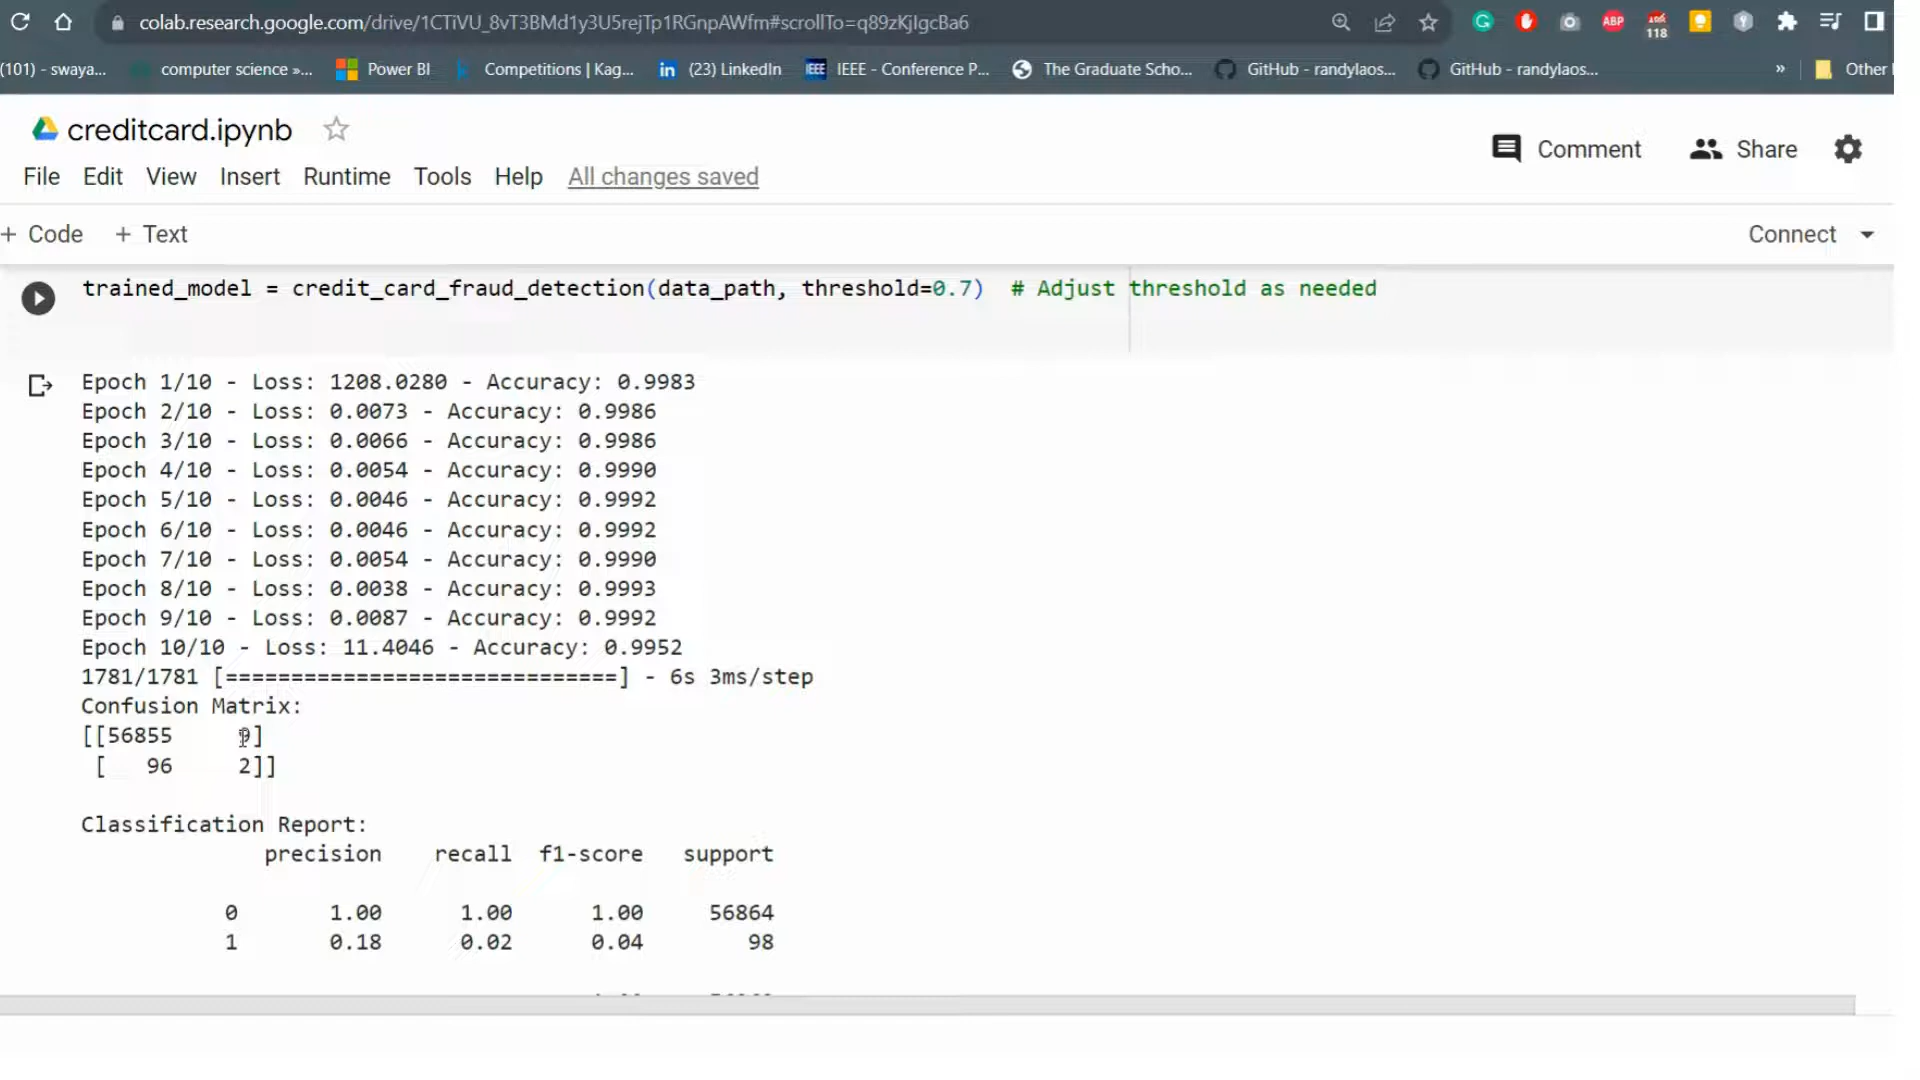 colab.research.google.com/drive/1CTiVU_8vT3BMd1y3U5rejTp1RGnpAWfm#scrollTo=q89zKjIgcBa6
ABP
118
(101) - swaya...
computer science »...
Power BI
Competitions | Kag...
in
(23) LinkedIn
IEEE
IEEE - Conference P...
The Graduate Scho...
GitHub - randylaos...
GitHub - randylaos...
»
Other
creditcard.ipynb
Comment
Share
File Edit View Insert Runtime Tools Help All changes saved
+ Code + Text
Connect
trained_model = credit_card_fraud_detection(data_path, threshold=0.7)  # Adjust threshold as needed
Epoch 1/10 - Loss: 1208.0280 - Accuracy: 0.9983
Epoch 2/10 - Loss: 0.0073 - Accuracy: 0.9986
Epoch 3/10 - Loss: 0.0066 - Accuracy: 0.9986
Epoch 4/10 - Loss: 0.0054 - Accuracy: 0.9990
Epoch 5/10 - Loss: 0.0046 - Accuracy: 0.9992
Epoch 6/10 - Loss: 0.0046 - Accuracy: 0.9992
Epoch 7/10 - Loss: 0.0054 - Accuracy: 0.9990
Epoch 8/10 - Loss: 0.0038 - Accuracy: 0.9993
Epoch 9/10 - Loss: 0.0087 - Accuracy: 0.9992
Epoch 10/10 - Loss: 11.4046 - Accuracy: 0.9952
1781/1781 [==============================] - 6s 3ms/step
Confusion Matrix:
[[56855     9]
[   96     2]]
Classification Report:
precision    recall  f1-score   support
0       1.00      1.00      1.00     56864
1       0.18      0.02      0.04        98